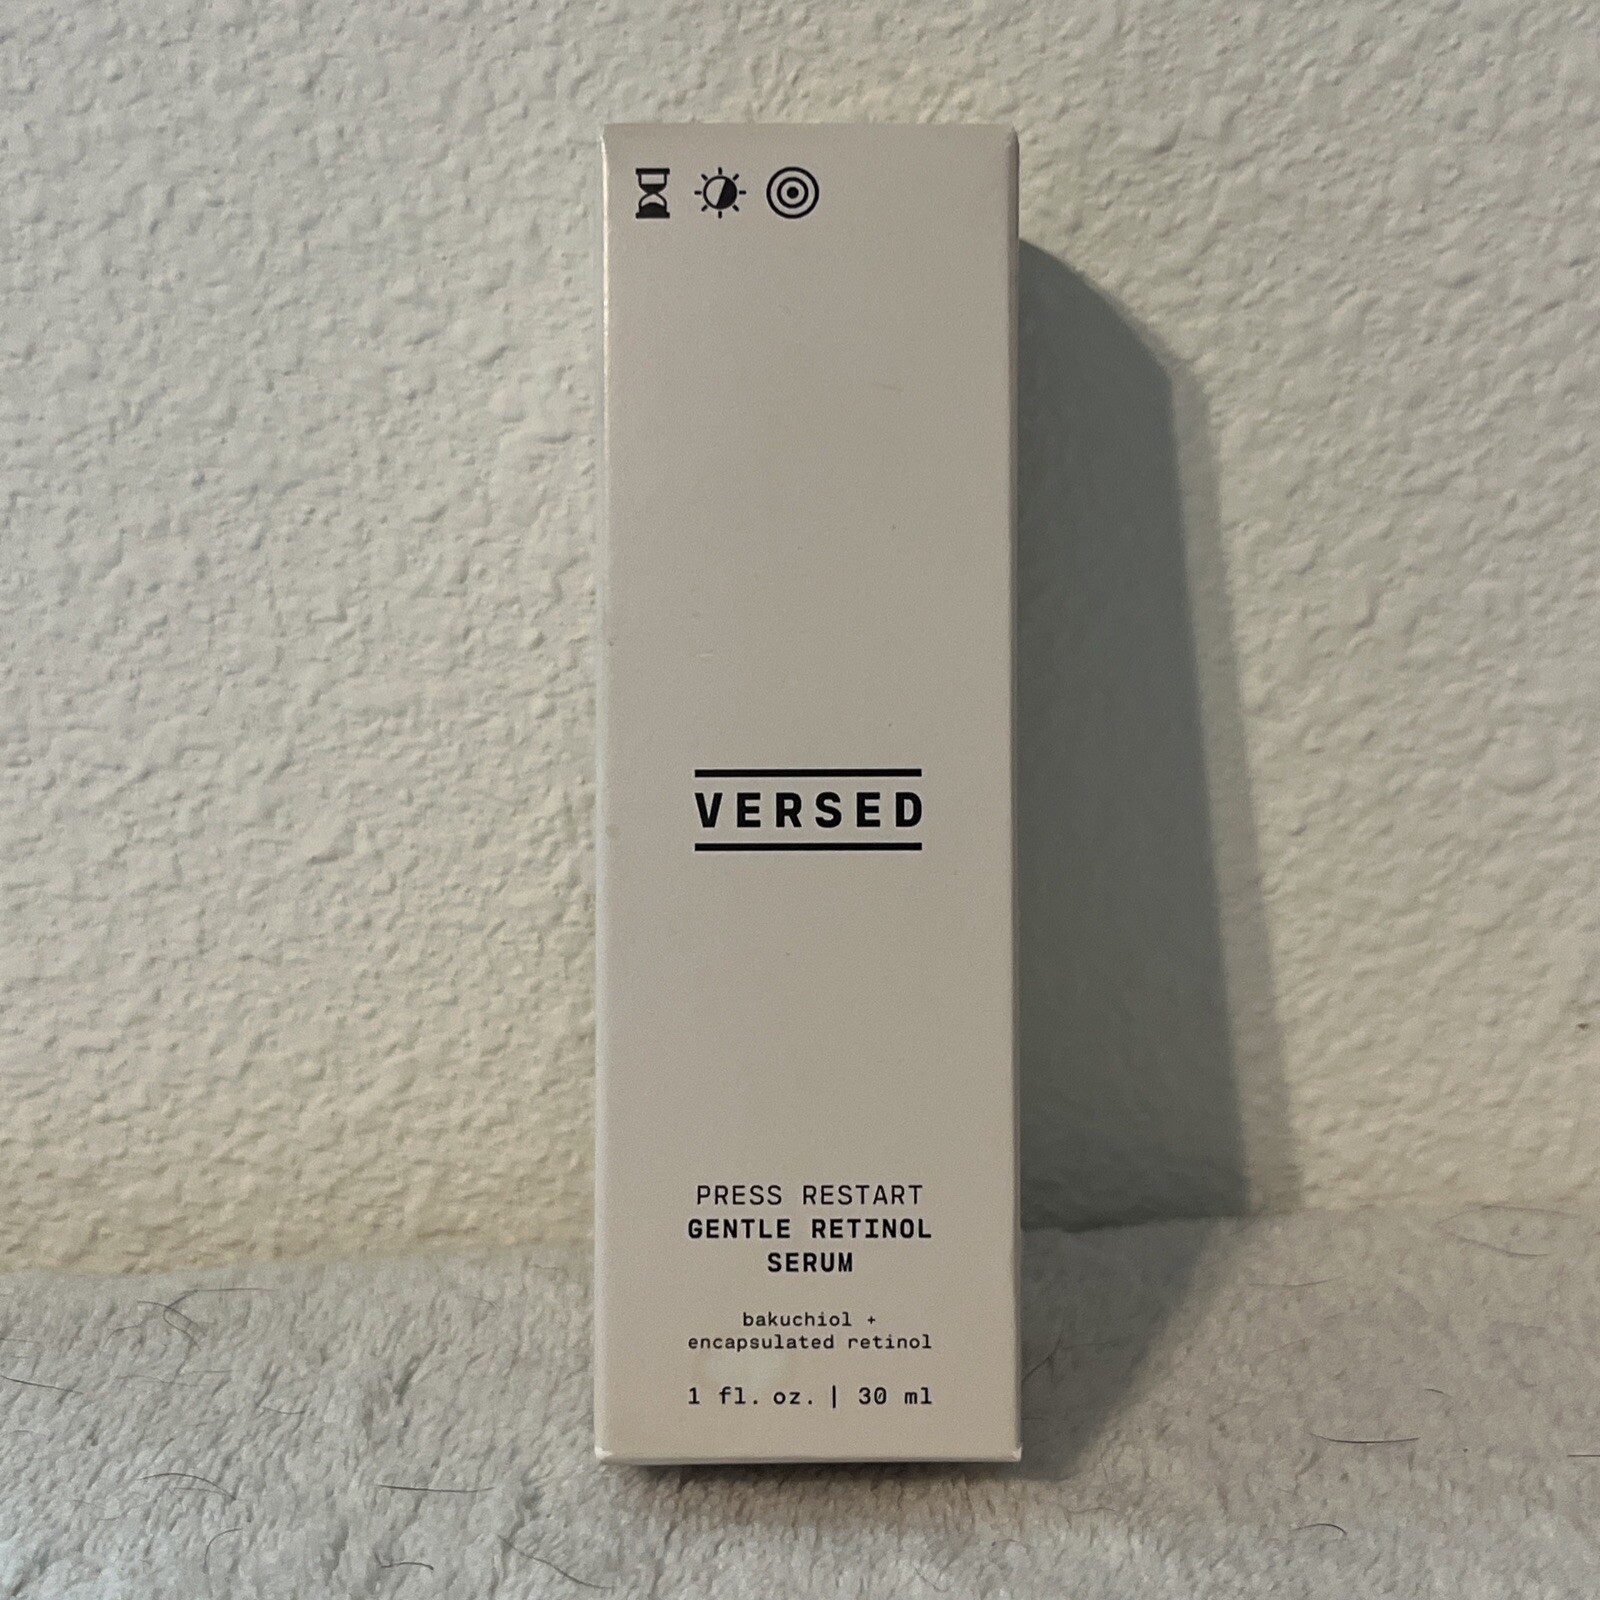 VERSED
PRESS RESTART
GENTLE RETINOL
SERUM
bakuchiol +
encapsulated retinol
1 fl. oz. | 30 ml